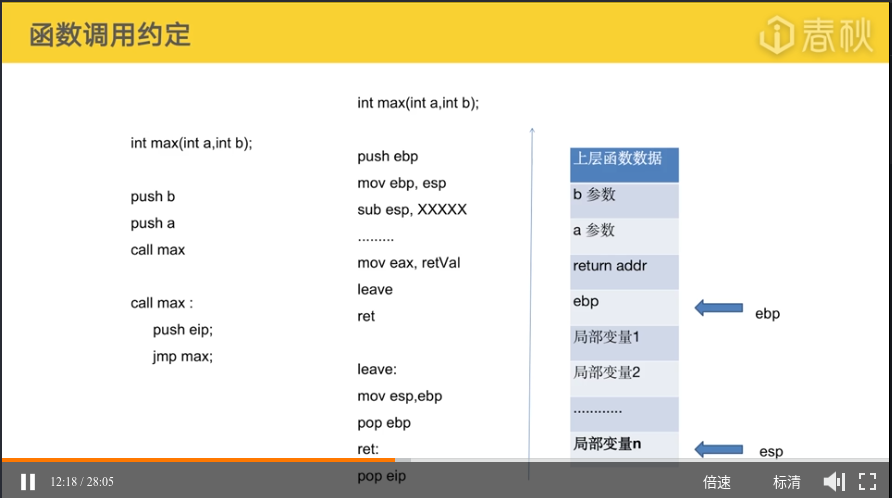 函数调用约定
春秋
int max(int a,int b);
push b
push a
call max
call max :
push eip;
jmp max;
int max(int a,int b);
push ebp
mov ebp, esp
sub esp, XXXXX
.........
mov eax, retVal
leave
ret
leave:
mov esp,ebp
pop ebp
ret:
pop eip
上层函数数据
b 参数
a 参数
return addr
ebp
局部变量1
局部变量2
............
局部变量n
ebp
esp
12:18 / 28:05
倍速
标清